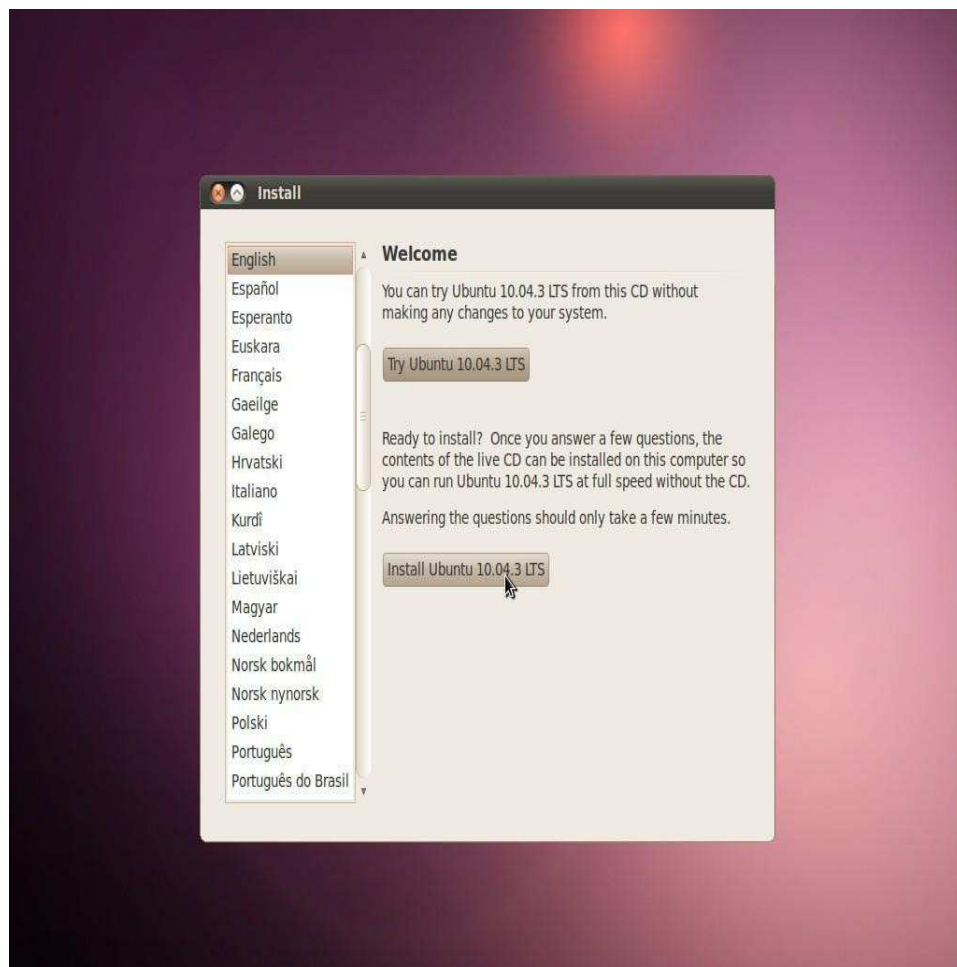 Install
English
Español
Esperanto
Euskara
Français
Gaeilge
Galego
Hrvatski
Italiano
Kurdî
Latviski
Lietuviškai
Magyar
Nederlands
Norsk bokmål
Norsk nynorsk
Polski
Português
Português do Brasil
Welcome
You can try Ubuntu 10.04.3 LTS from this CD without
making any changes to your system.
Try Ubuntu 10.04.3 LTS
Ready to install?  Once you answer a few questions, the
contents of the live CD can be installed on this computer so
you can run Ubuntu 10.04.3 LTS at full speed without the CD.
Answering the questions should only take a few minutes.
Install Ubuntu 10.04.3 LTS